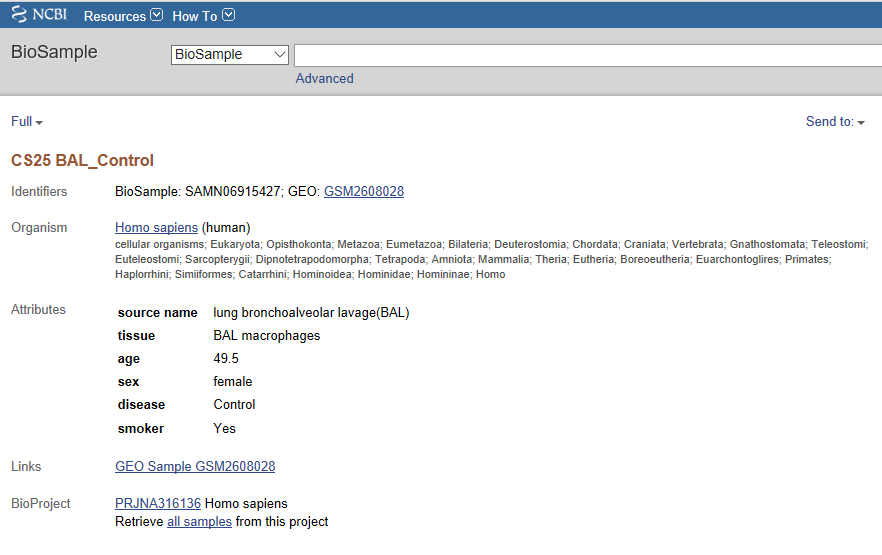 NCBI Resources How To
BioSample BioSample
Advanced
Full Send to:
CS25 BAL_Control
Identifiers BioSample: SAMN06915427; GEO: GSM2608028
Organism Homo sapiens (human)
cellular organisms; Eukaryota; Opisthokonta; Metazoa; Eumetazoa; Bilateria; Deuterostomia; Chordata; Craniata; Vertebrata; Gnathostomata; Teleostomi;
Euteleostomi; Sarcopterygii; Dipnotetrapodomorpha; Tetrapoda; Amniota; Mammalia; Theria; Eutheria; Boreoeutheria; Euarchontoglires; Primates;
Haplorrhini; Simiiformes; Catarrhini; Hominoidea; Hominidae; Homininae; Homo
Attributes source name lung bronchoalveolar lavage(BAL)
tissue BAL macrophages
age 49.5
sex female
disease Control
smoker Yes
Links GEO Sample GSM2608028
BioProject PRJNA316136 Homo sapiens
Retrieve all samples from this project